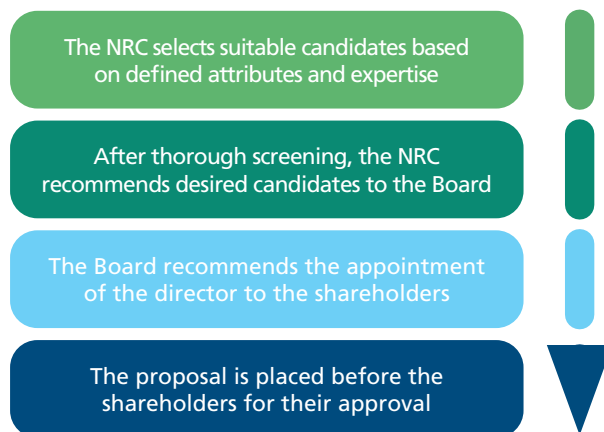 The NRC selects suitable candidates based
on defined attributes and expertise
After thorough screening, the NRC
recommends desired candidates to the Board
The Board recommends the appointment
of the director to the shareholders
The proposal is placed before the
shareholders for their approval